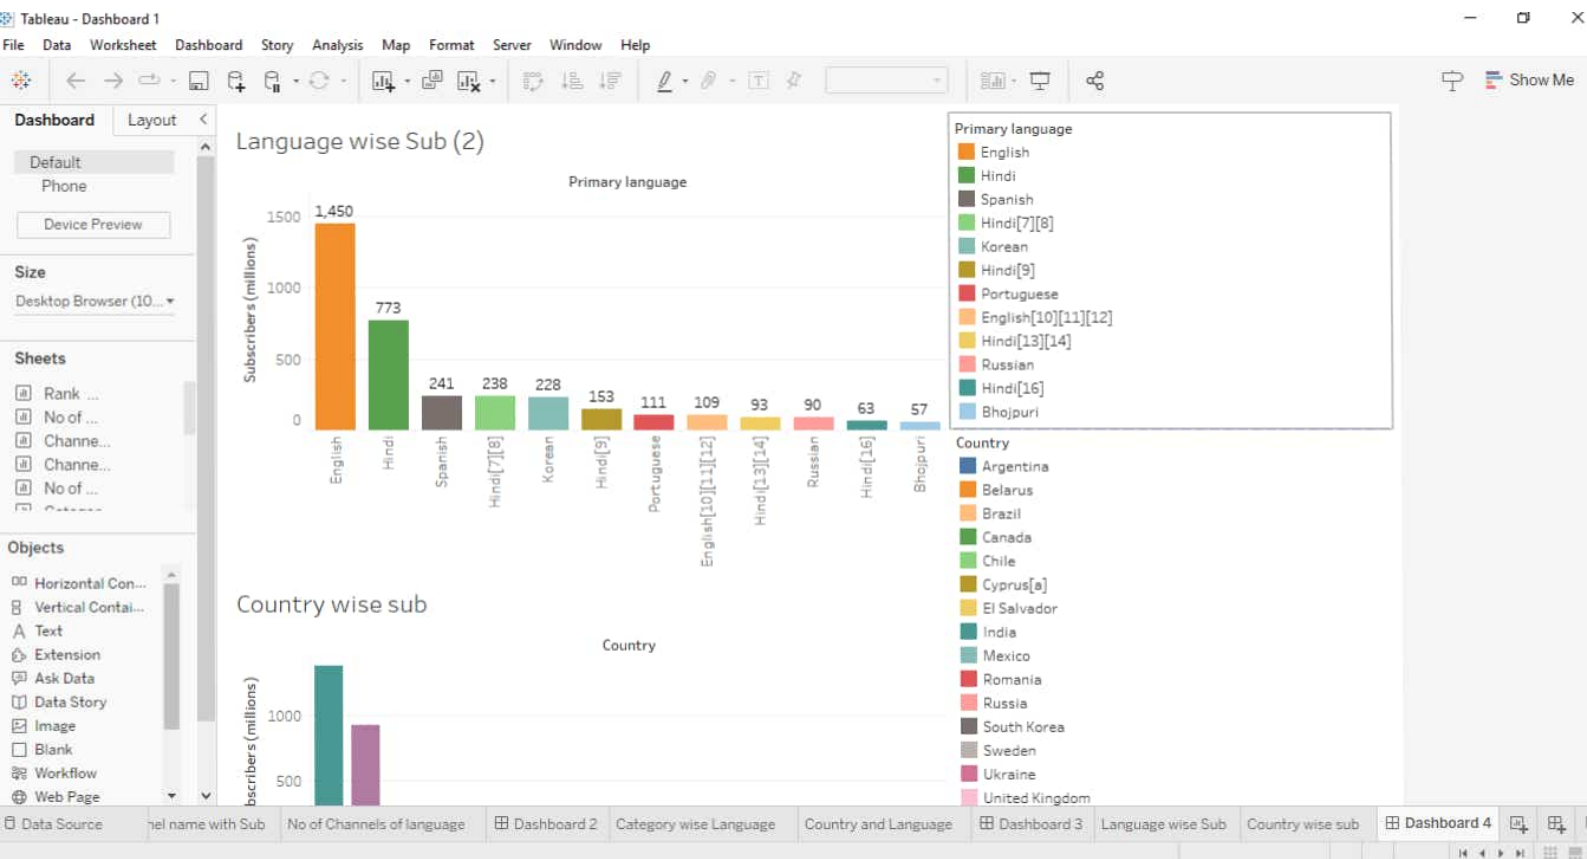 Tableau - Dashboard 1
File Data Worksheet Dashboard Story Analysis Map Format Server Window Help
Show Me
Dashboard Layout
Default
Phone
Device Preview
Size
Desktop Browser (10...
Sheets
Rank ...
No of ...
Channe...
Channe...
No of ...
Objects
Horizontal Con...
Vertical Contai...
Text
Extension
Ask Data
Data Story
Image
Blank
Workflow
Web Page
Language wise Sub (2)
Primary language
Subscribers (millions)
1500
1000
500
0
1,450
773
241
238
228
153
111
109
93
90
63
57
English
Hindi
Spanish
Hindi[7][8]
Korean
Hindi[9]
Portuguese
English[10][11][12]
Hindi[13][14]
Russian
Hindi[16]
Bhojpuri
Country wise sub
Country
bscribers (millions)
1000
500
Primary language
English
Hindi
Spanish
Hindi[7][8]
Korean
Hindi[9]
Portuguese
English[10][11][12]
Hindi[13][14]
Russian
Hindi[16]
Bhojpuri
Country
Argentina
Belarus
Brazil
Canada
Chile
Cyprus[a]
El Salvador
India
Mexico
Romania
Russia
South Korea
Sweden
Ukraine
United Kingdom
Data Source nel name with Sub No of Channels of language Dashboard 2 Category wise Language Country and Language Dashboard 3 Language wise Sub Country wise sub Dashboard 4